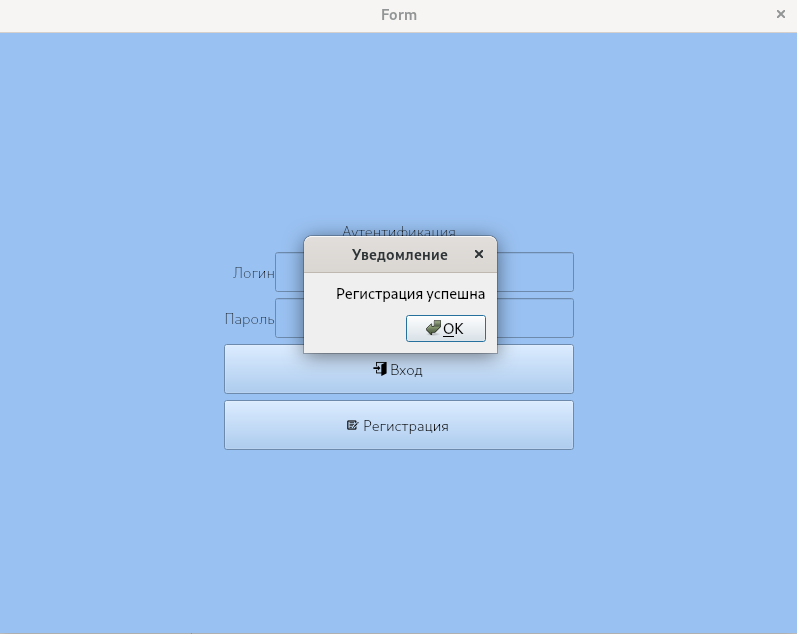 Form
Аутентификация
Уведомление
Логин
Регистрация успешна
Пароль
OK
Вход
Регистрация